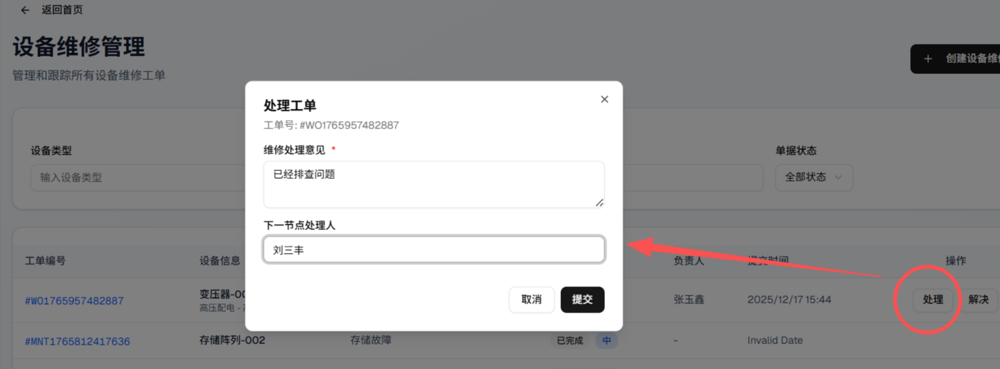 返回首页
设备维修管理
管理和跟踪所有设备维修工单
+ 创建设备维
处理工单
工单号: #WO1765957482887
维修处理意见 *
已经排查问题
下一节点处理人
刘三丰
取消 提交
设备类型
输入设备类型
单据状态
全部状态
工单编号 设备信息 负责人 提交时间 操作
#WO1765957482887 变压器-00 张玉鑫 2025/12/17 15:44 处理 解决
高压配电 -
#MNT1765812417636 存储阵列-002 存储故障 已完成 中 - Invalid Date